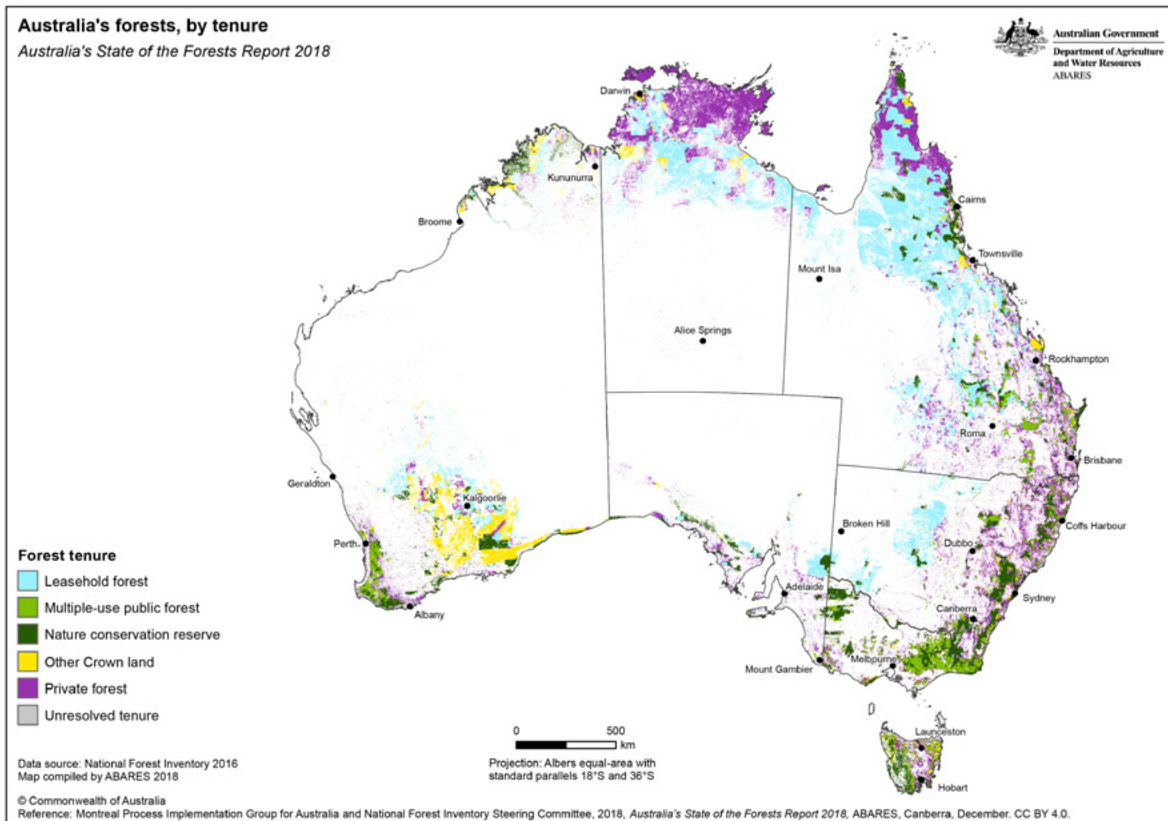 Australia's forests, by tenure
Australia's State of the Forests Report 2018
Australian Government
Department of Agriculture
and Water Resources
ABARES
Darwin
Kununurra
Broome
Cairns
Townsville
Mount Isa
Alice Springs
Rockhampton
Roma
Brisbane
Geraldton
Kalgoorlie
Broken Hill
Coffs Harbour
Dubbo
Perth
Adelaide
Sydney
Albany
Canberra
Mount Gambier
Melbourne
Launceston
Hobart
Forest tenure
Leasehold forest
Multiple-use public forest
Nature conservation reserve
Other Crown land
Private forest
Unresolved tenure
0 500
km
Projection: Albers equal-area with
standard parallels 18°S and 36°S
Data source: National Forest Inventory 2016
Map compiled by ABARES 2018
© Commonwealth of Australia
Reference: Montreal Process Implementation Group for Australia and National Forest Inventory Steering Committee, 2018, Australia's State of the Forests Report 2018, ABARES, Canberra, December. CC BY 4.0.